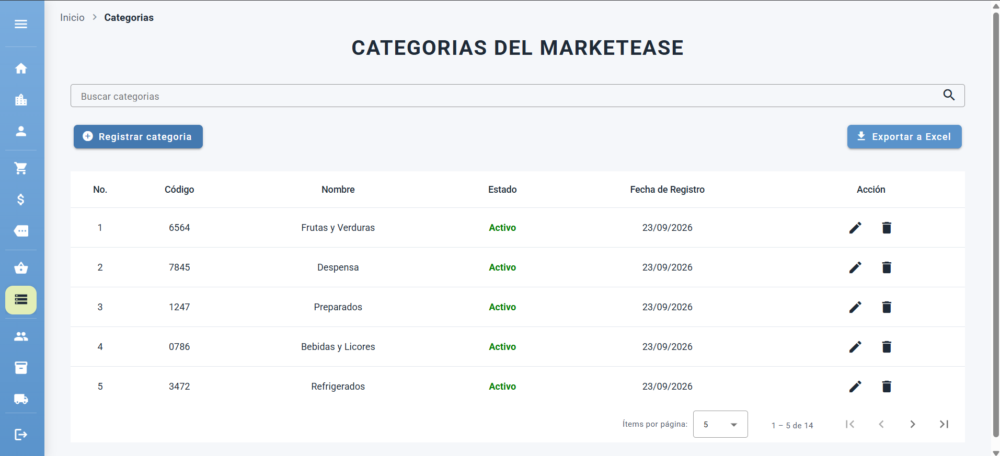 Inicio > Categorias
CATEGORIAS DEL MARKETEASE
Buscar categorias
Registrar categoria
Exportar a Excel
No. Código Nombre Estado Fecha de Registro Acción
1 6564 Frutas y Verduras Activo 23/09/2026
2 7845 Despensa Activo 23/09/2026
3 1247 Preparados Activo 23/09/2026
4 0786 Bebidas y Licores Activo 23/09/2026
5 3472 Refrigerados Activo 23/09/2026
Ítems por página: 5 1 – 5 de 14